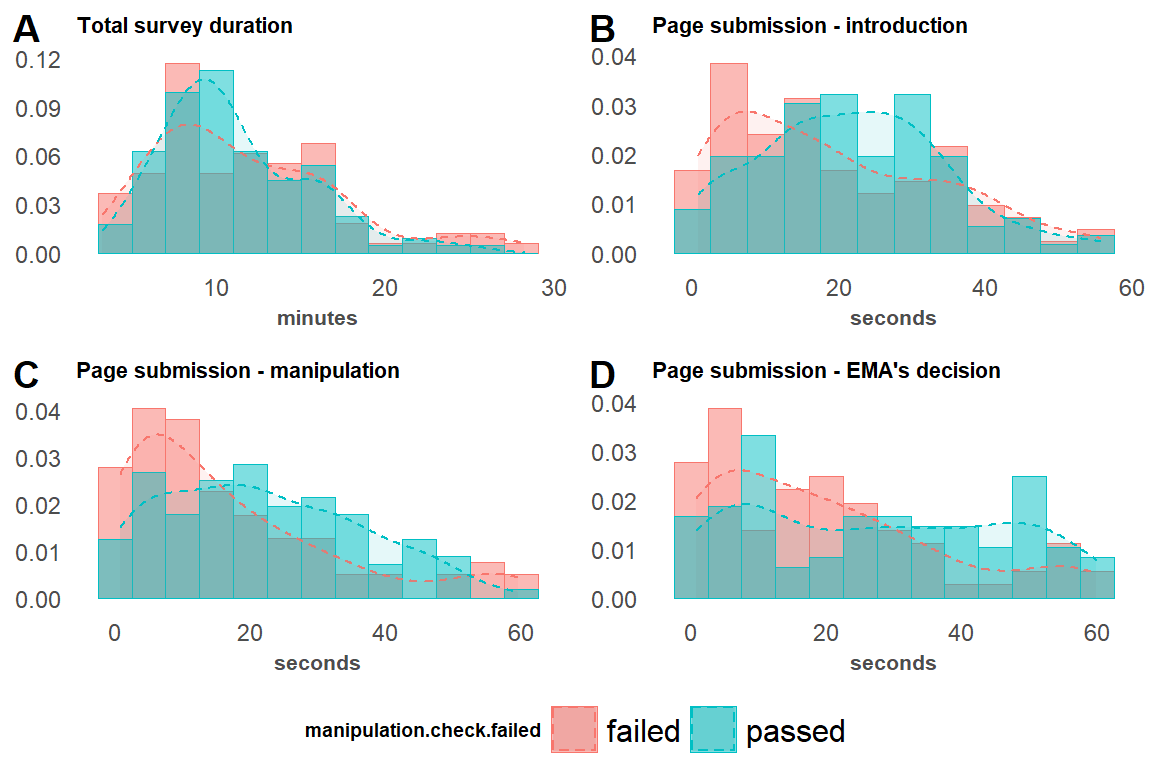 A Total survey duration
0.12
0.09
0.06
0.03
0.00
10 20 30
minutes
B Page submission - introduction
0.04
0.03
0.02
0.01
0.00
0 20 40 60
seconds
C Page submission - manipulation
0.04
0.03
0.02
0.01
0.00
0 20 40 60
seconds
D Page submission - EMA's decision
0.04
0.03
0.02
0.01
0.00
0 20 40 60
seconds
manipulation.check.failed failed passed